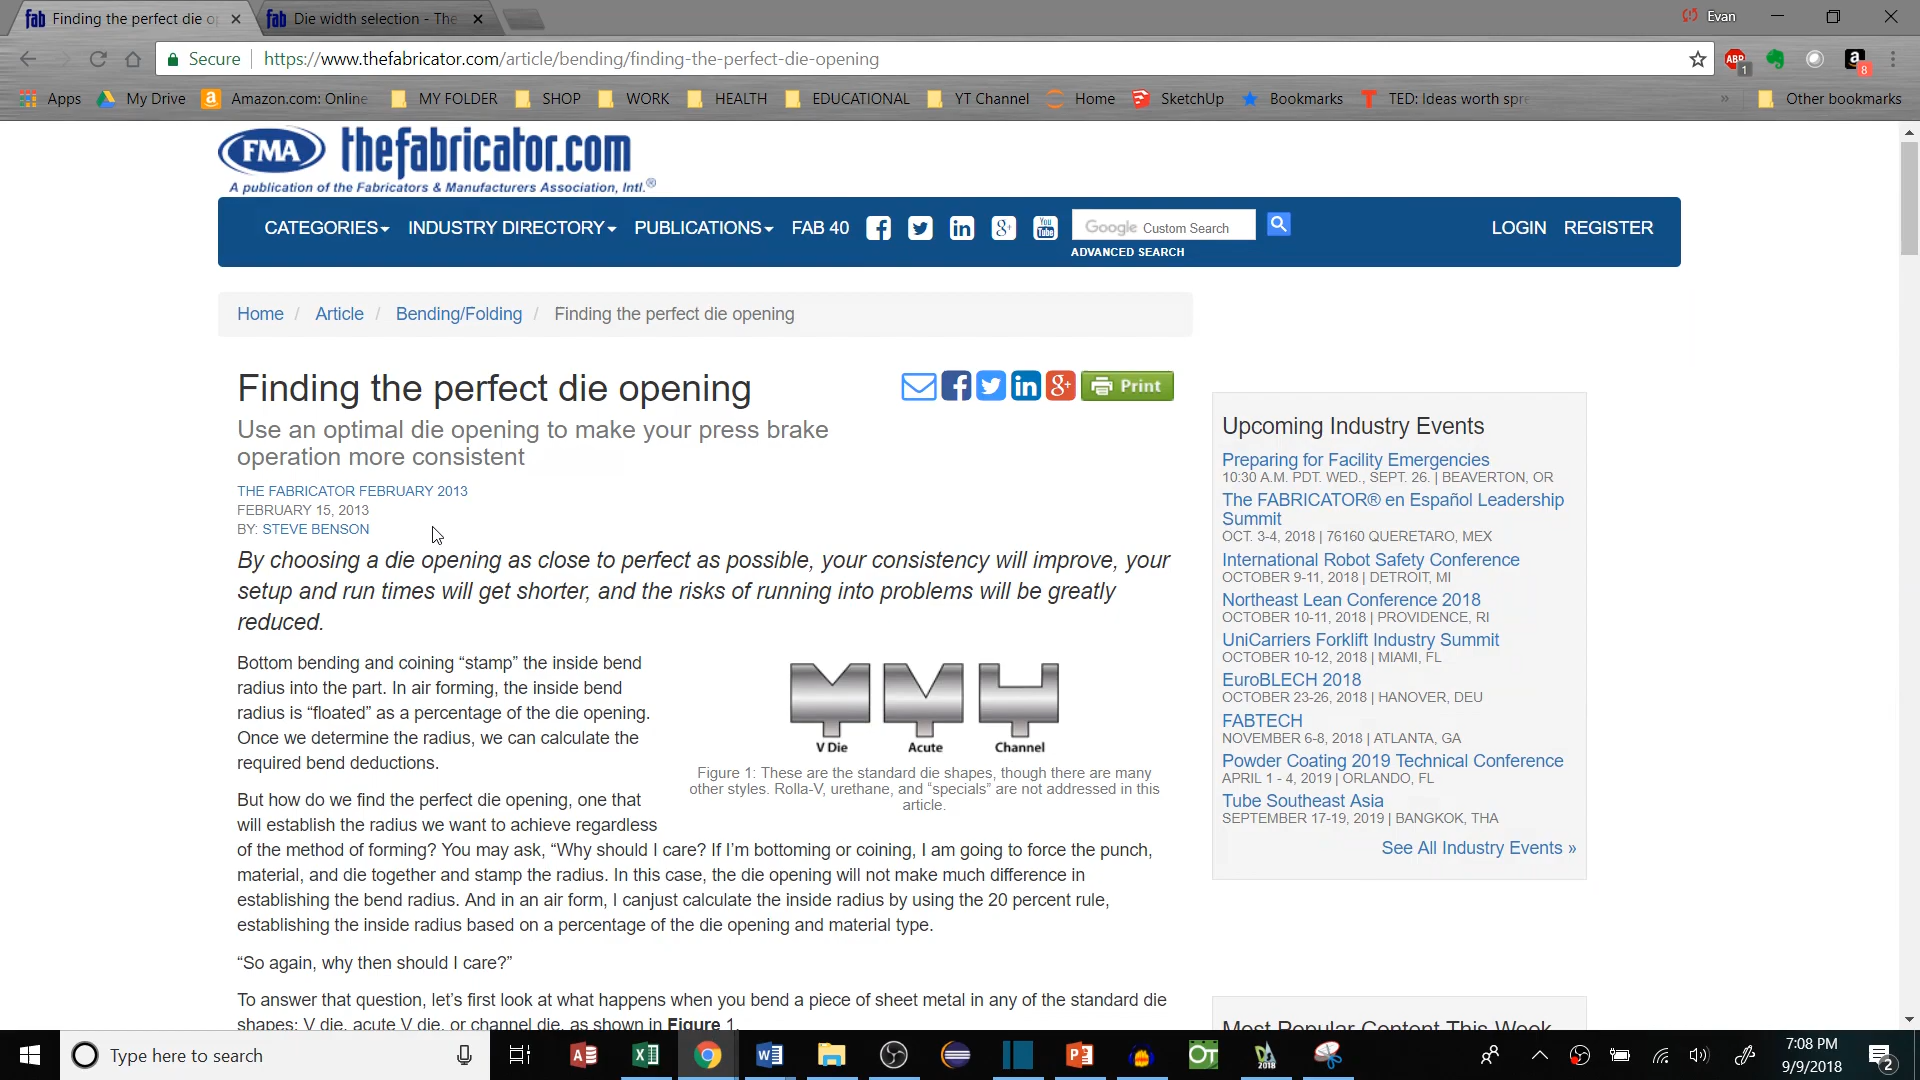 Finding the perfect die o
Die width selection - The
Evan
Secure
https://www.thefabricator.com/article/bending/finding-the-perfect-die-opening
ABP
1
a
8
Apps
My Drive
Amazon.com: Online
MY FOLDER
SHOP
WORK
HEALTH
EDUCATIONAL
YT Channel
Home
SketchUp
Bookmarks
TED: Ideas worth spre
»
Other bookmarks
FMA thefabricator.com
A publication of the Fabricators & Manufacturers Association, Intl.®
CATEGORIES
INDUSTRY DIRECTORY
PUBLICATIONS
FAB 40
You Tube
Google Custom Search
LOGIN
REGISTER
ADVANCED SEARCH
Home / Article / Bending/Folding / Finding the perfect die opening
Finding the perfect die opening
Print
Use an optimal die opening to make your press brake
operation more consistent
THE FABRICATOR FEBRUARY 2013
FEBRUARY 15, 2013
BY: STEVE BENSON
By choosing a die opening as close to perfect as possible, your consistency will improve, your
setup and run times will get shorter, and the risks of running into problems will be greatly
reduced.
Bottom bending and coining “stamp” the inside bend
radius into the part. In air forming, the inside bend
radius is “floated” as a percentage of the die opening.
Once we determine the radius, we can calculate the
required bend deductions.
V Die
Acute
Channel
Figure 1: These are the standard die shapes, though there are many
other styles. Rolla-V, urethane, and “specials” are not addressed in this
article.
But how do we find the perfect die opening, one that
will establish the radius we want to achieve regardless
of the method of forming? You may ask, “Why should I care? If I’m bottoming or coining, I am going to force the punch,
material, and die together and stamp the radius. In this case, the die opening will not make much difference in
establishing the bend radius. And in an air form, I canjust calculate the inside radius by using the 20 percent rule,
establishing the inside radius based on a percentage of the die opening and material type.
“So again, why then should I care?”
To answer that question, let’s first look at what happens when you bend a piece of sheet metal in any of the standard die
shapes: V die, acute V die, or channel die, as shown in Figure 1.
Upcoming Industry Events
Preparing for Facility Emergencies
10:30 A.M. PDT. WED., SEPT. 26. | BEAVERTON, OR
The FABRICATOR® en Español Leadership
Summit
OCT. 3-4, 2018 | 76160 QUERETARO, MEX
International Robot Safety Conference
OCTOBER 9-11, 2018 | DETROIT, MI
Northeast Lean Conference 2018
OCTOBER 10-11, 2018 | PROVIDENCE, RI
UniCarriers Forklift Industry Summit
OCTOBER 10-12, 2018 | MIAMI, FL
EuroBLECH 2018
OCTOBER 23-26, 2018 | HANOVER, DEU
FABTECH
NOVEMBER 6-8, 2018 | ATLANTA, GA
Powder Coating 2019 Technical Conference
APRIL 1 - 4, 2019 | ORLANDO, FL
Tube Southeast Asia
SEPTEMBER 17-19, 2019 | BANGKOK, THA
See All Industry Events »
Most Popular Content This Week
Type here to search
OT
2018
7:08 PM
9/9/2018
2